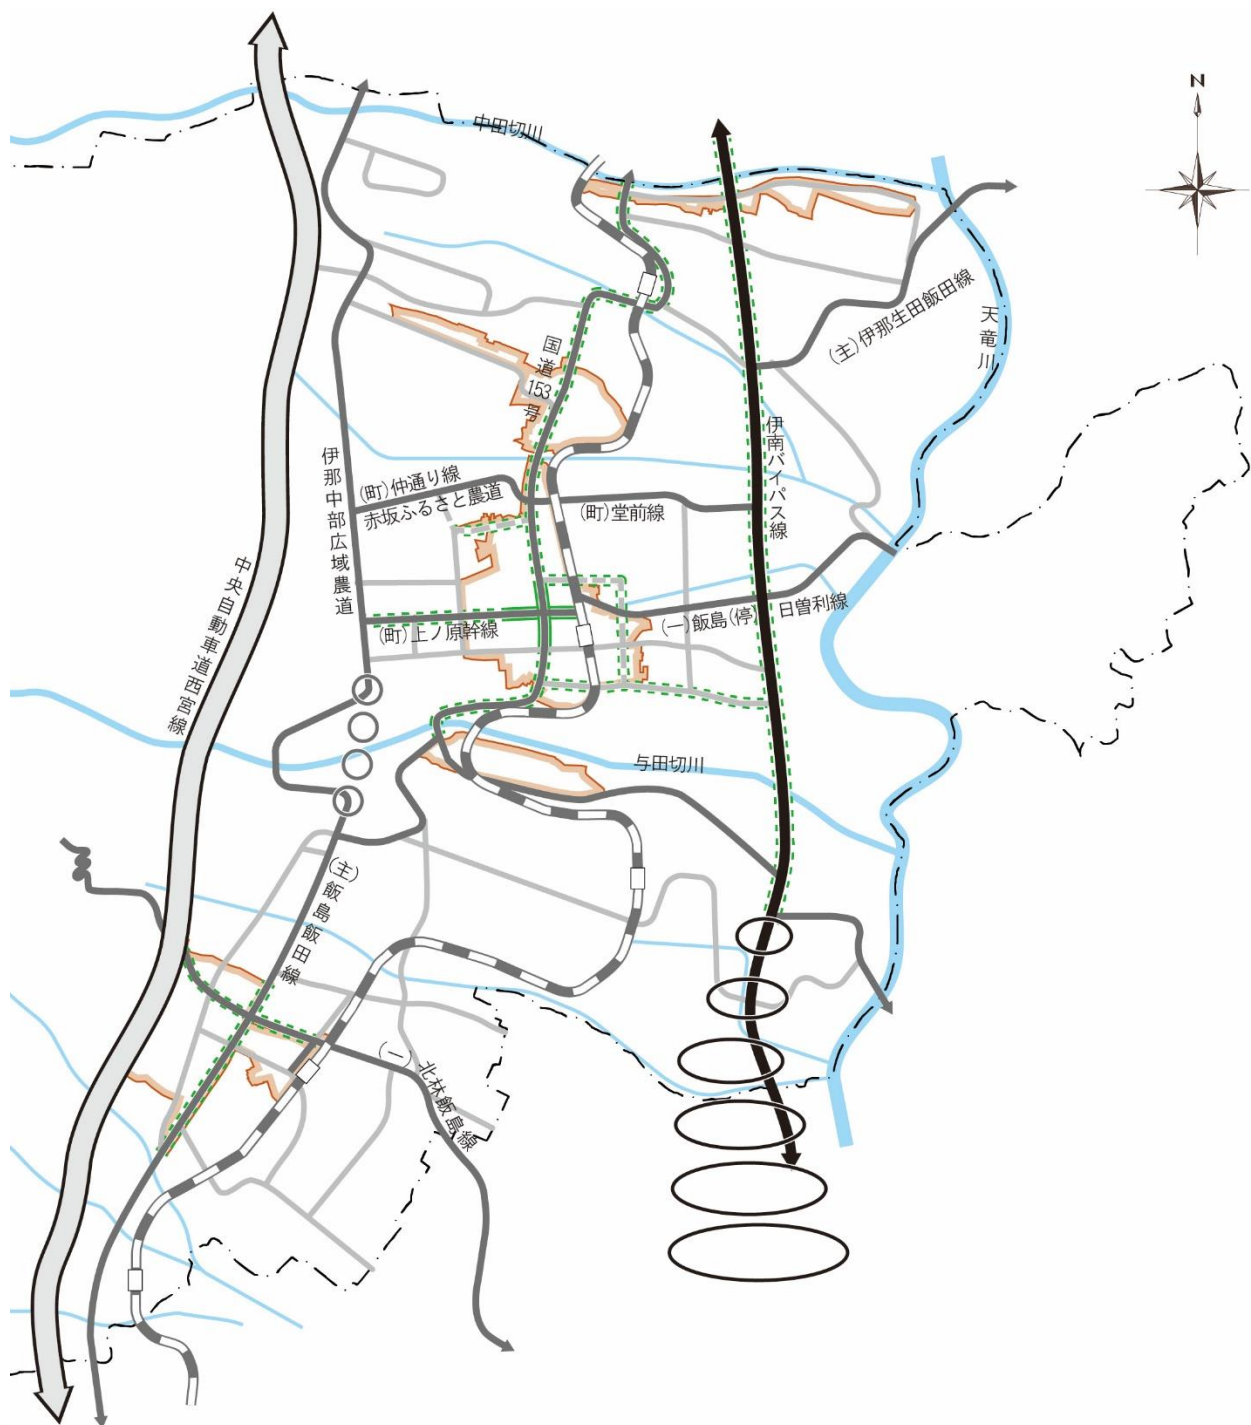 N
中田切川
天竜川
(主)伊那生田飯田線
国道153号
伊南バイパス線
伊那中部広域農道
(町)仲通り線
赤坂ふるさと農道
(町)堂前線
中央自動車道西宮線
(町)上ノ原幹線
(一)飯島(停)日曽利線
与田切川
(主)飯島飯田線
(一)北林飯島線